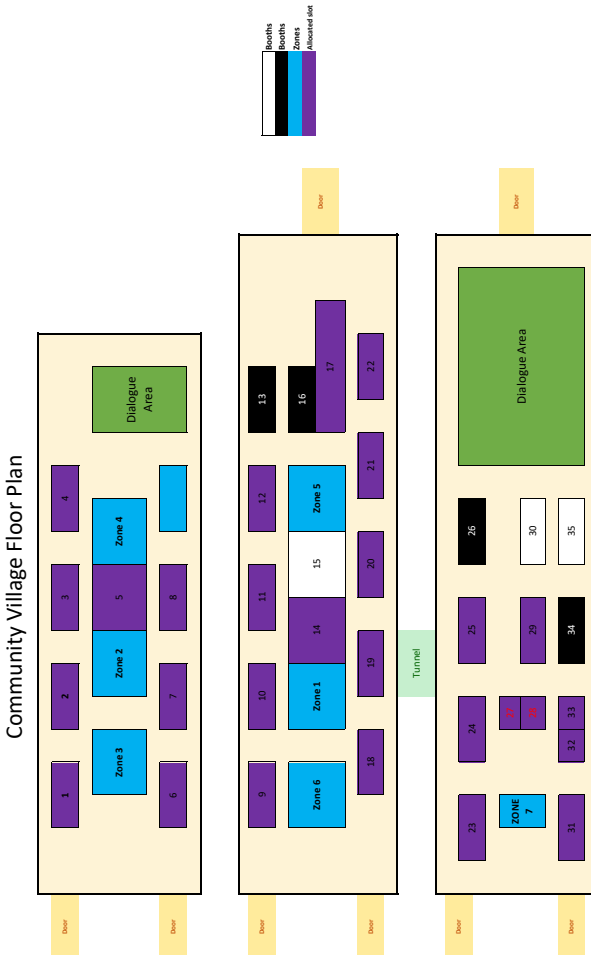 Community Village Floor Plan
Booths
Booths
Zones
Allocated slot
1
2
3
4
Zone 3
Zone 2
5
Zone 4
Dialogue
Area
6
7
8
Door
Door
9
10
11
12
13
Zone 6
Zone 1
14
15
Zone 5
16
17
18
19
20
21
22
Door
Door
Door
Tunnel
23
24
25
26
ZONE
7
29
30
31
32
33
34
35
Dialogue Area
Door
Door
Door